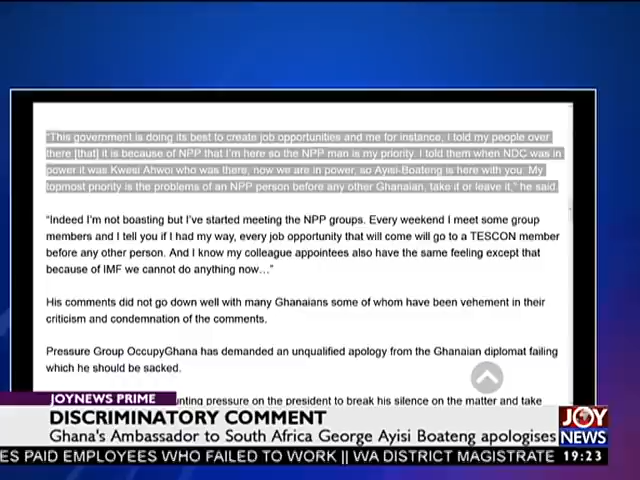 "This government is doing its best to create job opportunities and me for instance, I told my people over
there [that] it is because of NPP that I'm here so the NPP man is my priority. I told them when NDC was in
power it was Kwesi Ahwoi who was there, now we are in power, so Ayisi-Boateng is here with you. My
topmost priority is the problems of an NPP person before any other Ghanaian, take it or leave it," he said.
"Indeed I'm not boasting but I've started meeting the NPP groups. Every weekend I meet some group
members and I tell you if I had my way, every job opportunity that will come will go to a TESCON member
before any other person. And I know my colleague appointees also have the same feeling except that
because of IMF we cannot do anything now…"
His comments did not go down well with many Ghanaians some of whom have been vehement in their
criticism and condemnation of the comments.
Pressure Group OccupyGhana has demanded an unqualified apology from the Ghanaian diplomat failing
which he should be sacked.
unting pressure on the president to break his silence on the matter and take
JOYNEWS PRIME
DISCRIMINATORY COMMENT
Ghana's Ambassador to South Africa George Ayisi Boateng apologises
JOY
NEWS
ES PAID EMPLOYEES WHO FAILED TO WORK || WA DISTRICT MAGISTRATE
19:23